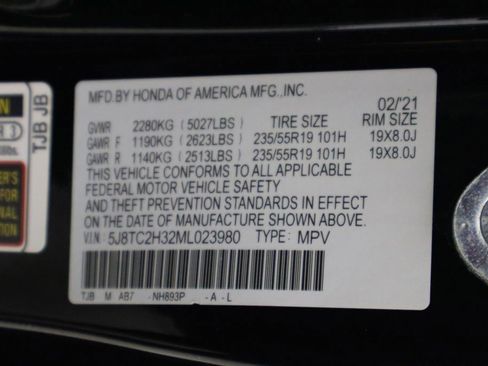 MFD.BY HONDA OF AMERICA MFG.,INC.
02/'21
GVWR 2280KG (5027LBS) TIRE SIZE RIM SIZE
GAWR F 1190KG (2623LBS) 235/55R19 101H 19X8.0J
GAWR R 1140KG (2513LBS) 235/55R19 101H 19X8.0J
THIS VEHICLE CONFORMS TO ALL APPLICABLE
FEDERAL MOTOR VEHICLE SAFETY
AND THEFT PREVENTION STANDARDS IN EFFECT
ON THE DATE OF MANUFACTURE SHOWN ABOVE.
V.I.N: 5J8TC2H32ML023980 TYPE: MPV
TJB M AB7 -NH893P -A -L
TJB JB